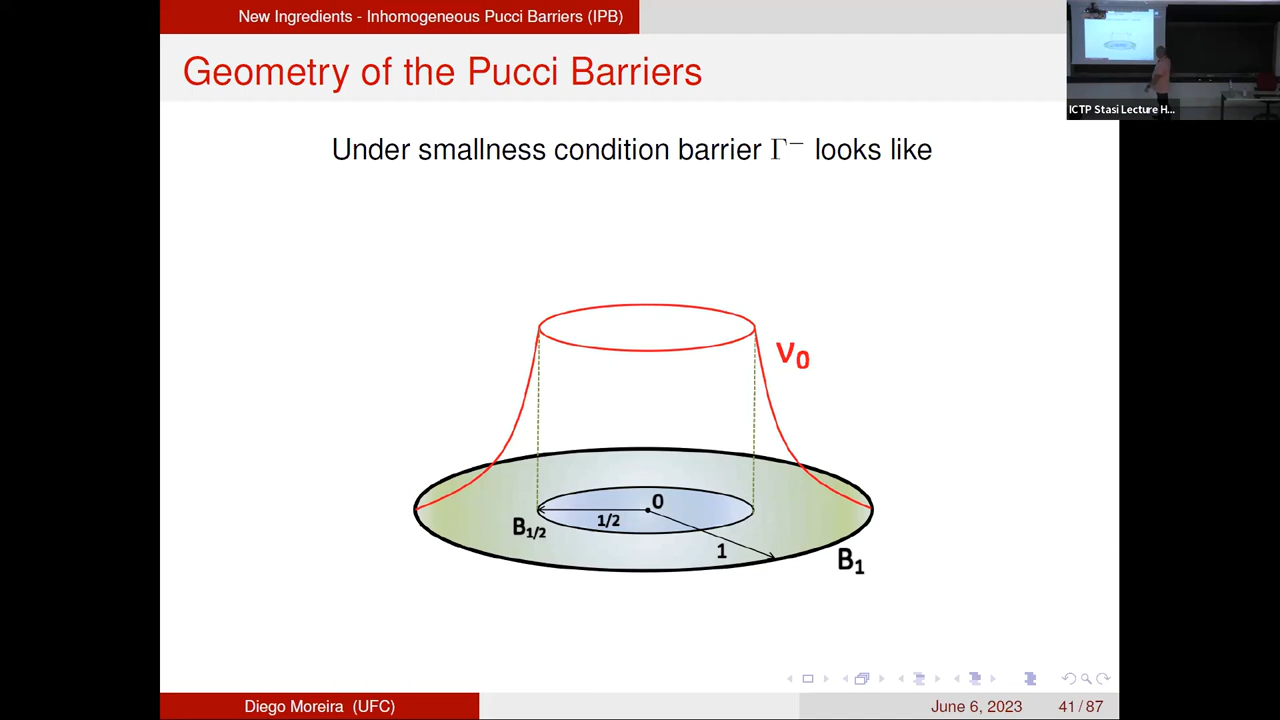 New Ingredients - Inhomogeneous Pucci Barriers (IPB)
Geometry of the Pucci Barriers
ICTP Stasi Lecture H...
Under smallness condition barrier Γ⁻ looks like
ν₀
0
1/2
B₁/₂
1
B₁
Diego Moreira (UFC)
June 6, 2023 41 / 87